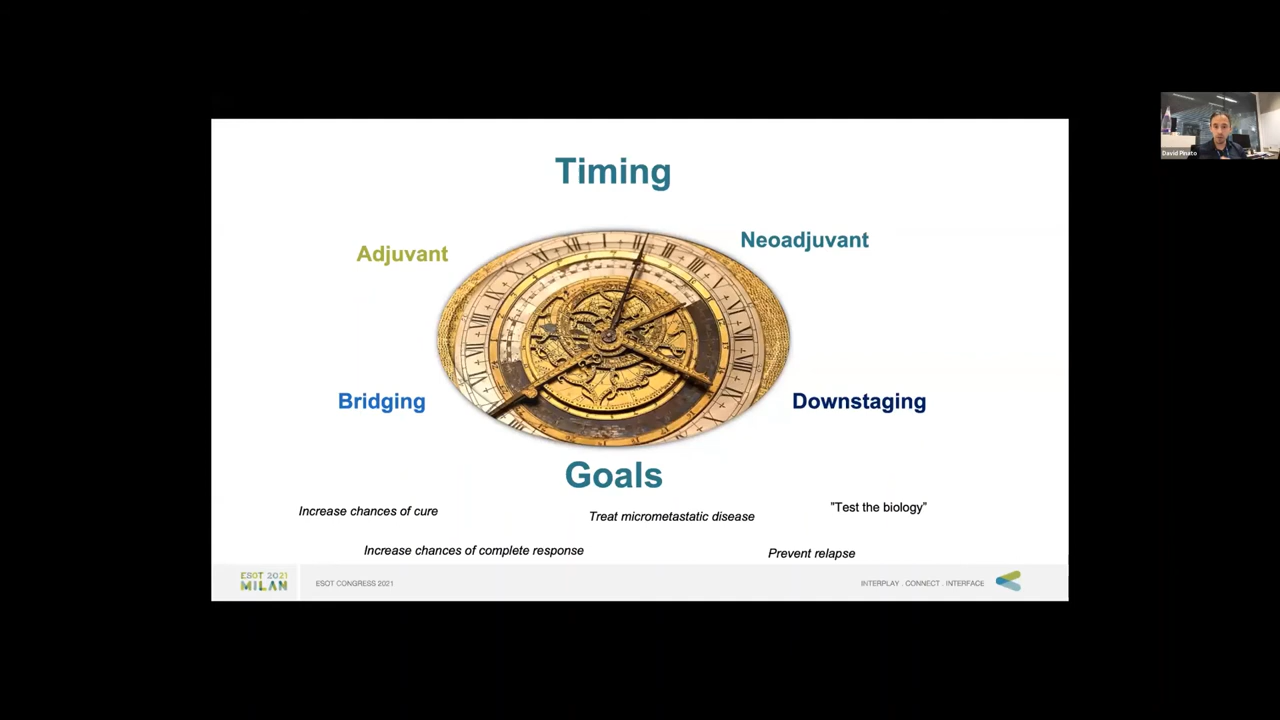 Timing
Adjuvant
Neoadjuvant
Bridging
Downstaging
Goals
Increase chances of cure
Treat micrometastatic disease
"Test the biology"
Increase chances of complete response
Prevent relapse
ESOT 2021
MILAN
ESOT CONGRESS 2021
INTERPLAY . CONNECT . INTERFACE
David Pinato